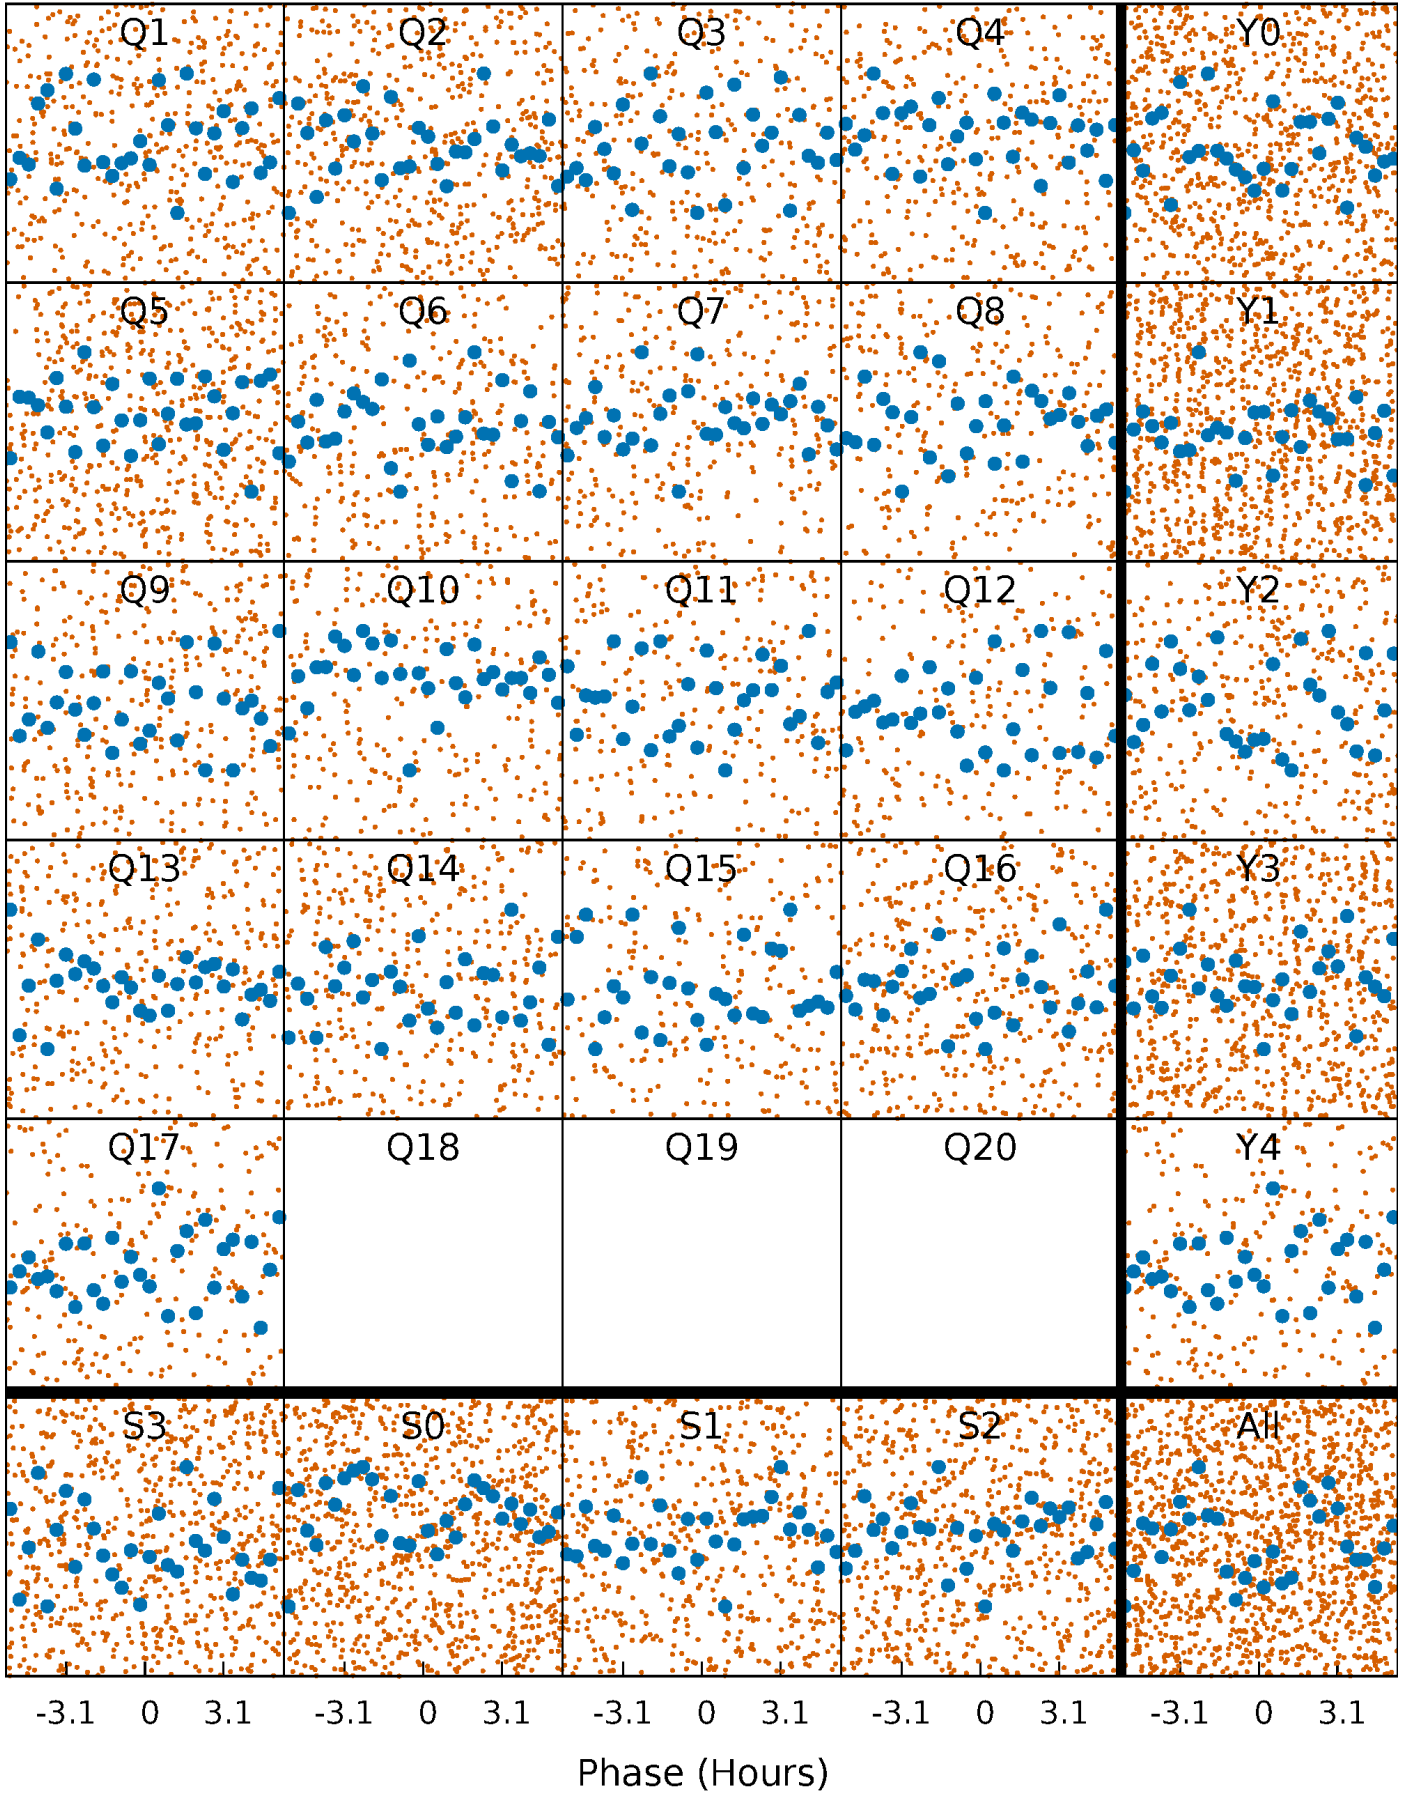 Q1 Q2 Q3 Q4 Y0
Q5 Q6 Q7 Q8 Y1
Q9 Q10 Q11 Q12 Y2
Q13 Q14 Q15 Q16 Y3
Q17 Q18 Q19 Q20 Y4
S3 S0 S1 S2 All
-3.1 0 3.1 -3.1 0 3.1 -3.1 0 3.1 -3.1 0 3.1 -3.1 0 3.1
Phase (Hours)